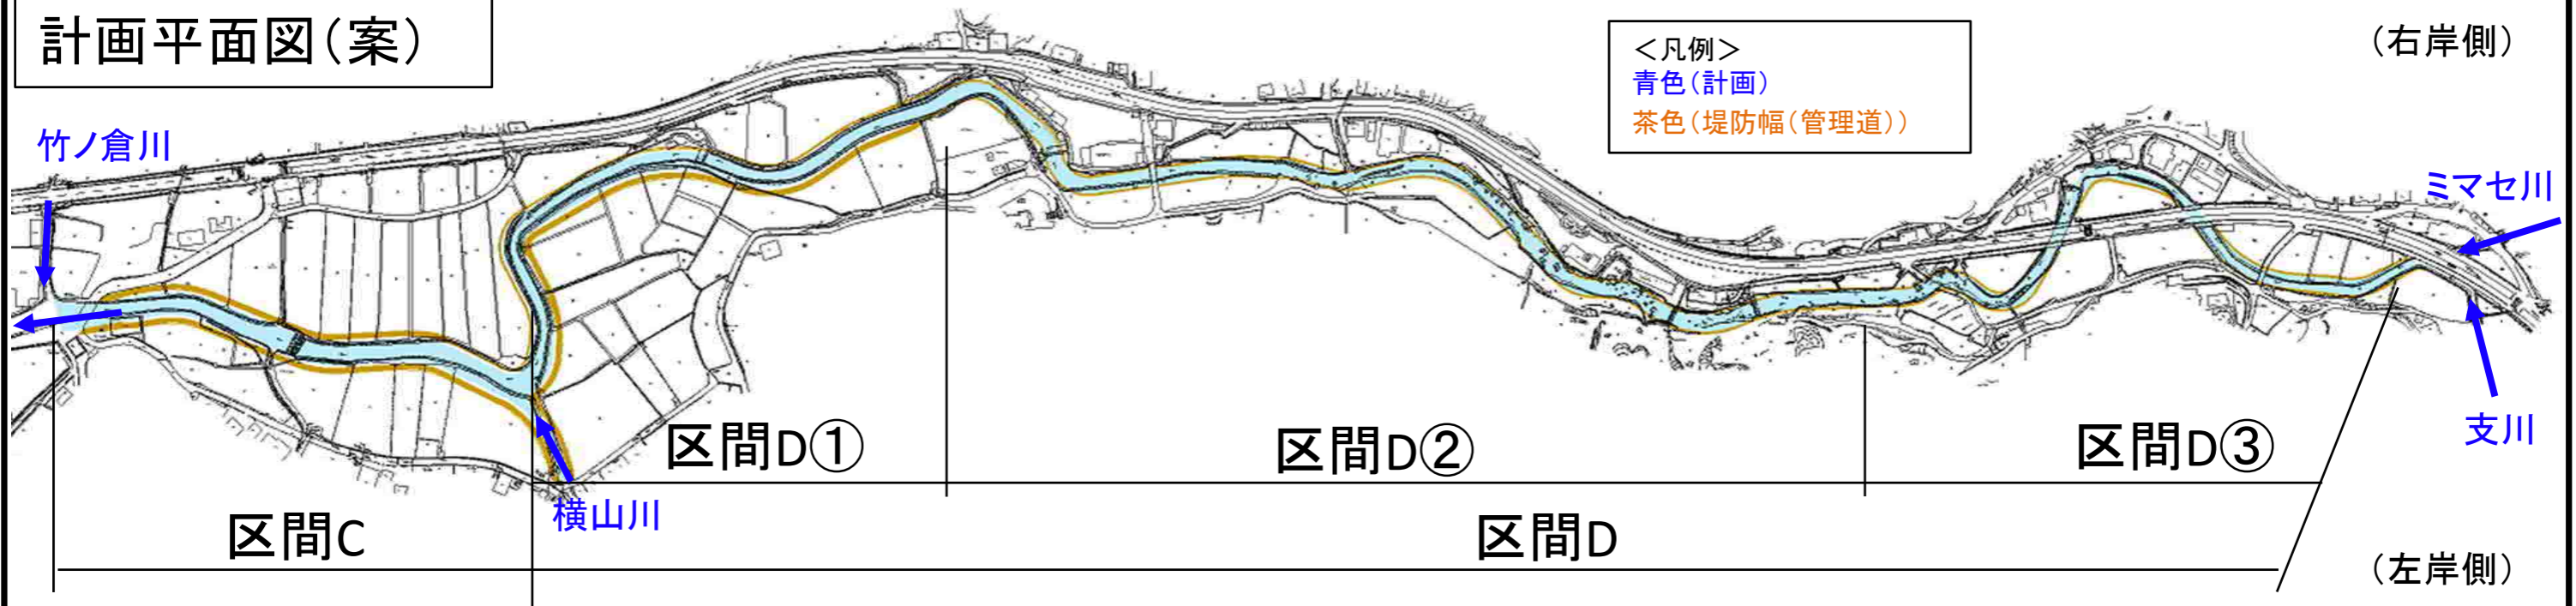 計画平面図(案)
<凡例>
青色(計画)
茶色(堤防幅(管理道))
(右岸側)
竹ノ倉川
ミマセ川
支川
区間D①
区間D②
区間D③
横山川
区間C
区間D
(左岸側)